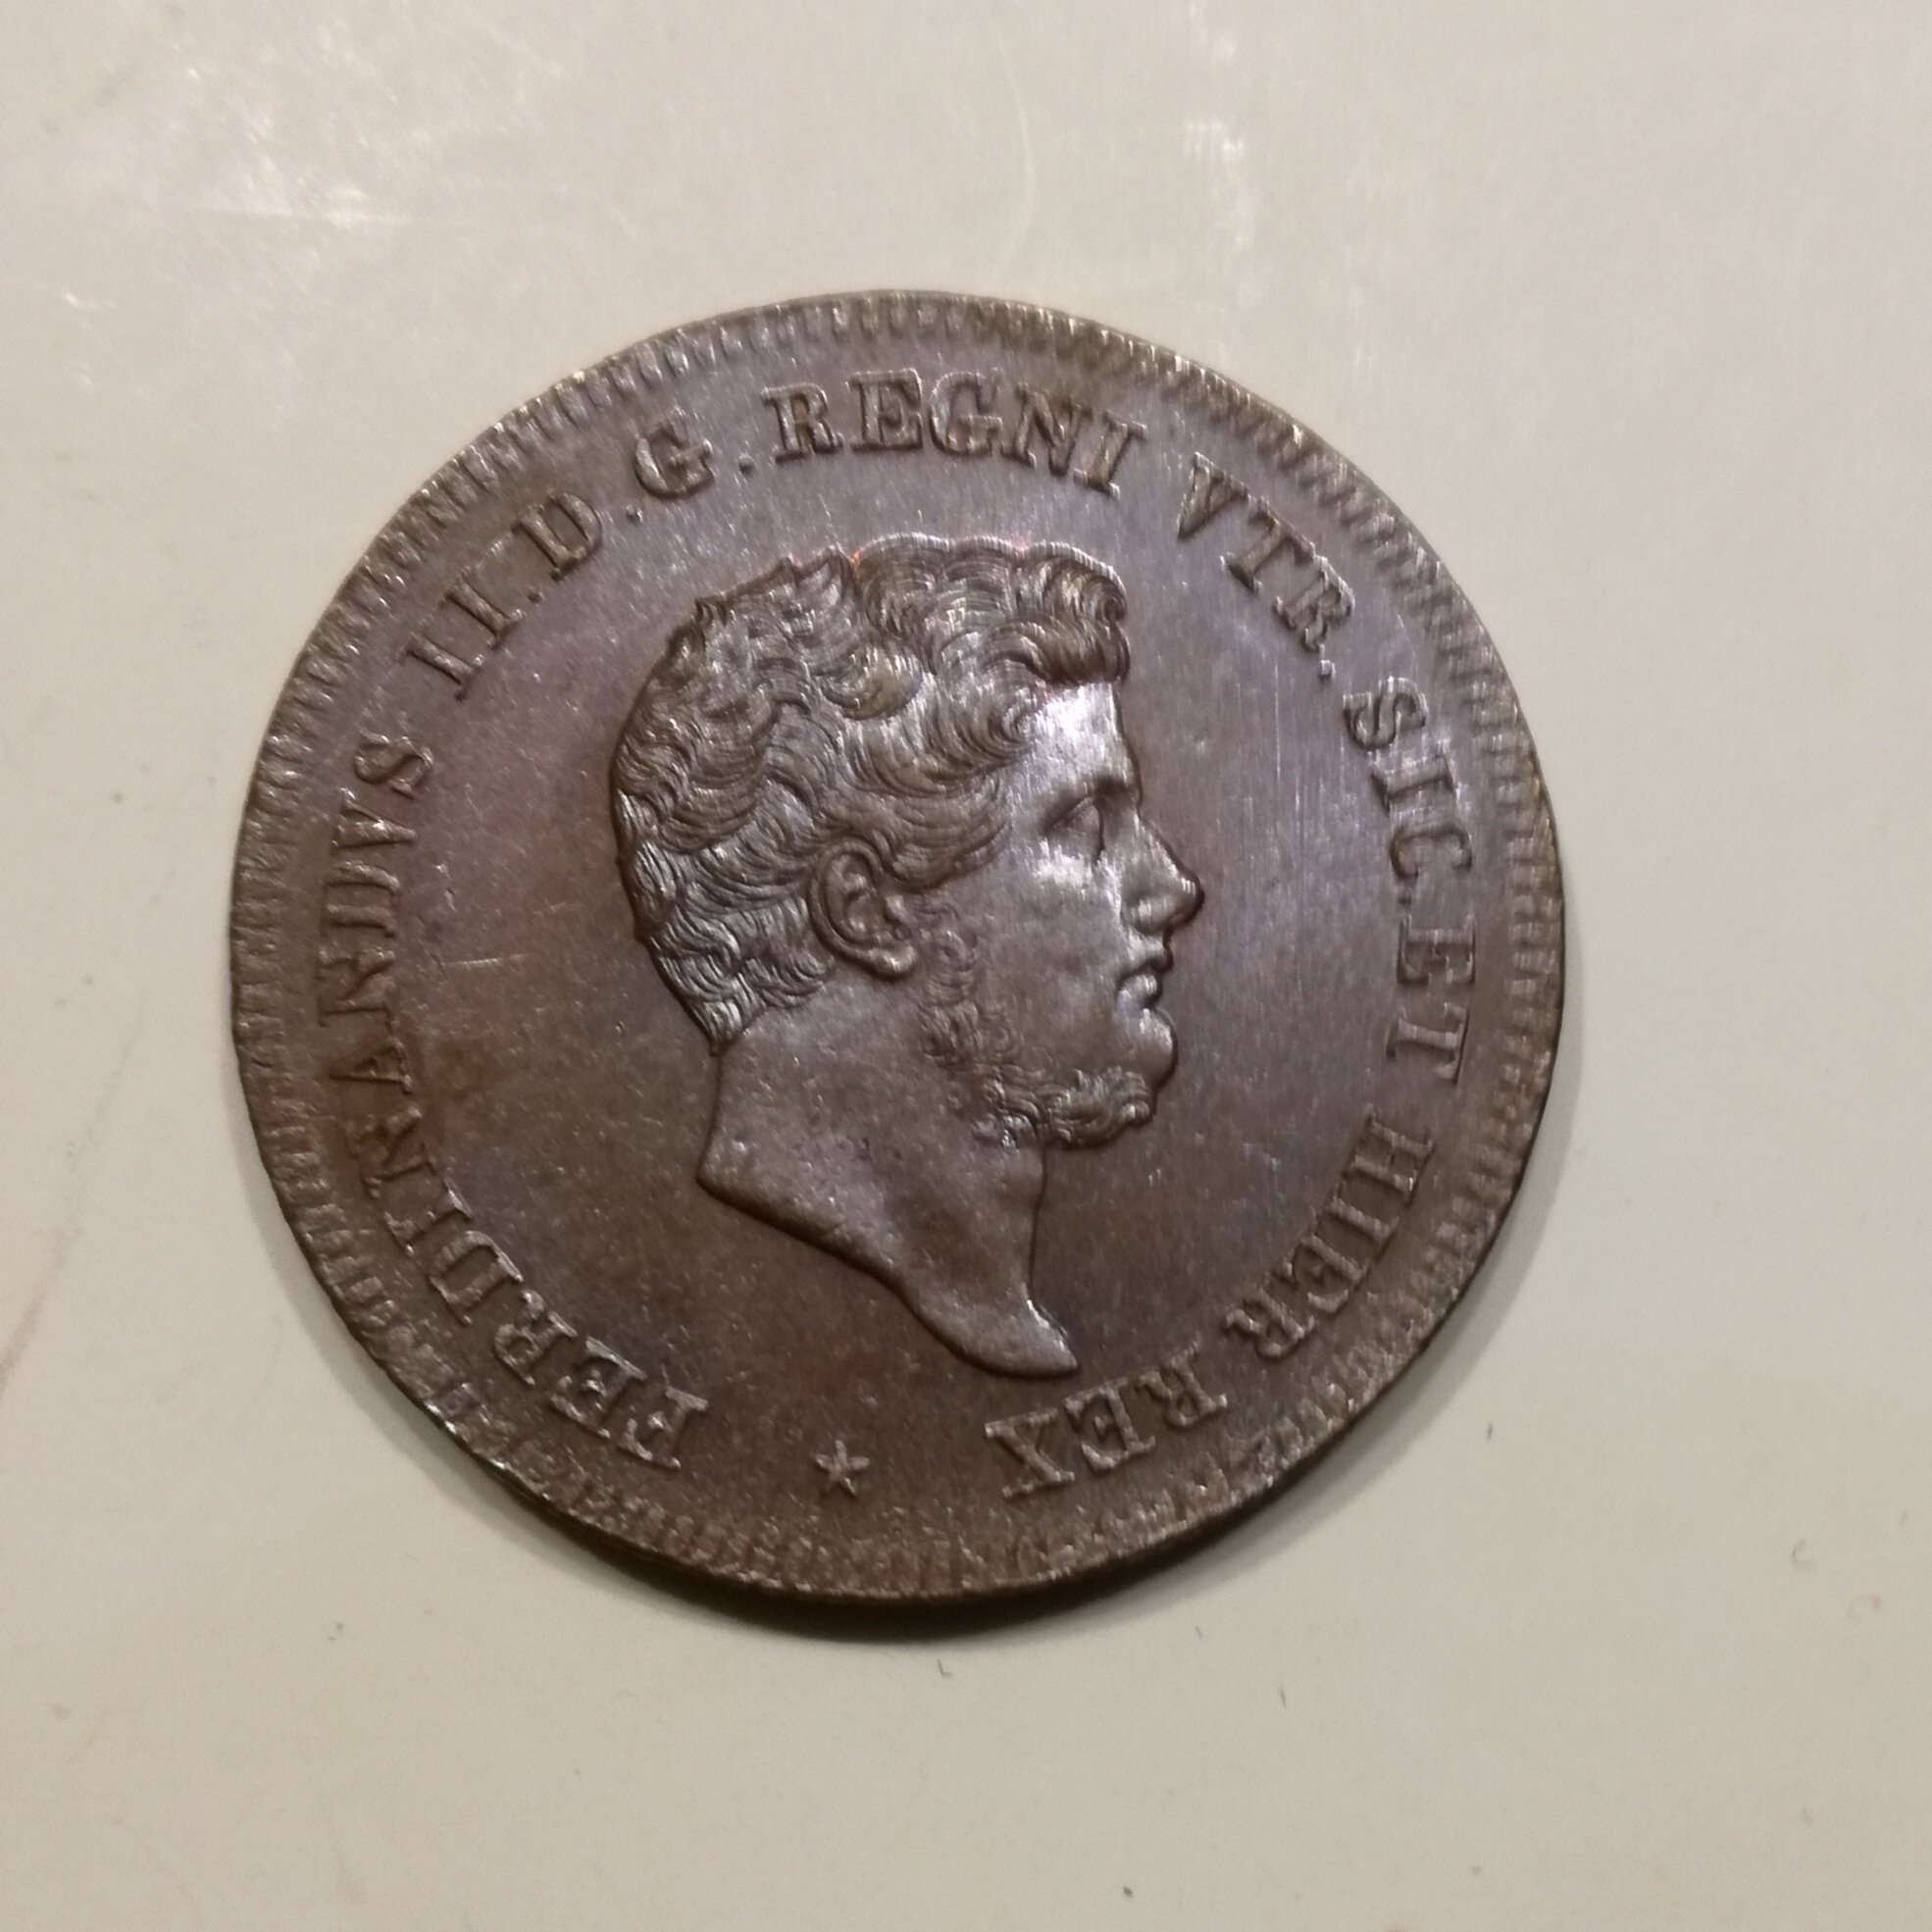 FERDINANDVS II.D.G.REGNI VTR.SIC.ET HIER REX